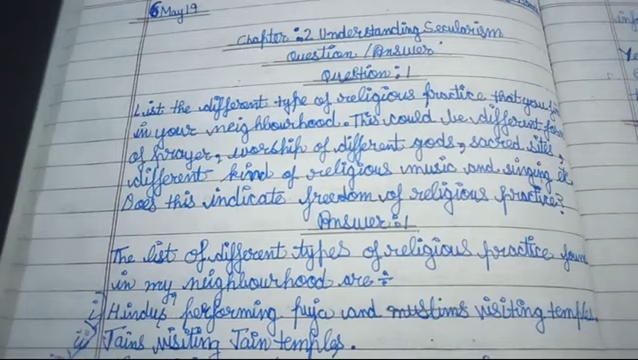 6 May 19
Chapter :2 Understanding Secularism
Question / Answer
Question :1
List the different type of religious practice that you
in your neighbourhood. This could be different
of prayer, worship of different gods, sacred sites,
different kind of religious music and singing etc
Does this indicate freedom of religious practice?
Answer :1
The list of different types of religious practice
in my neighbourhood are :-
i) Hindus performing puja and muslims visiting temples.
Jains visiting Jain temples.